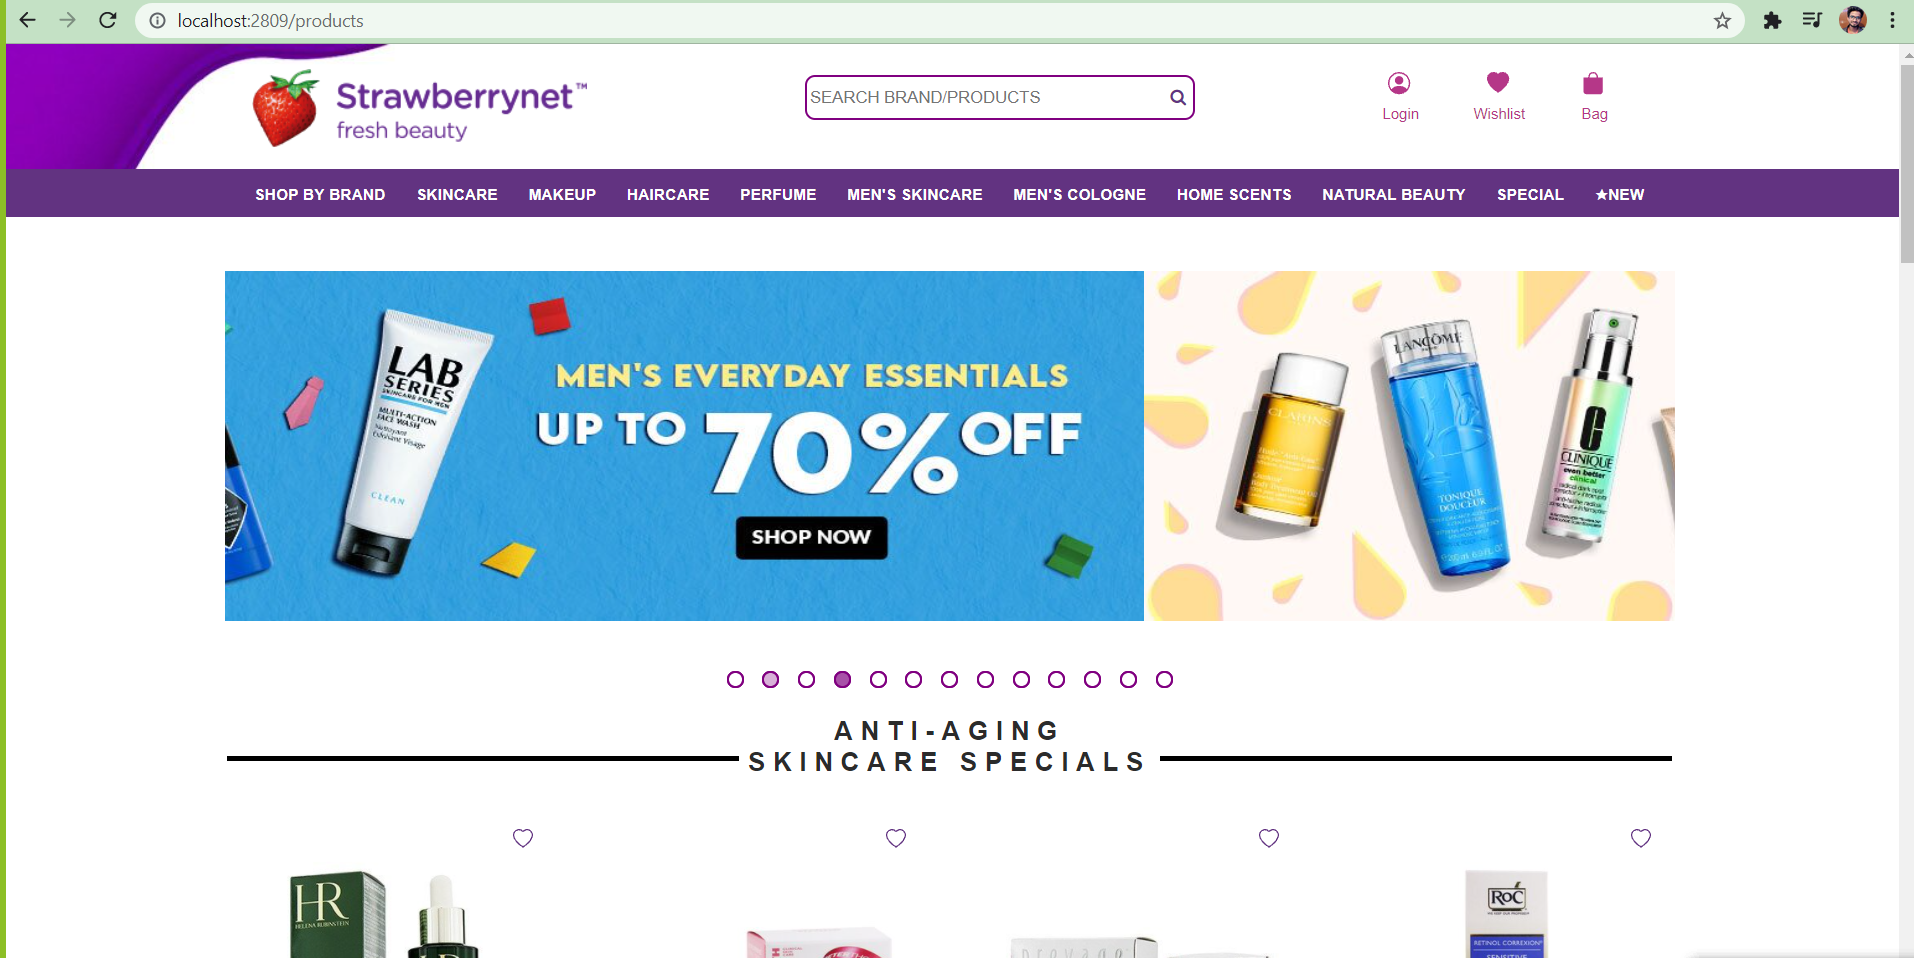 localhost:2809/products
Strawberrynet™
fresh beauty
SEARCH BRAND/PRODUCTS
Login
Wishlist
Bag
SHOP BY BRAND
SKINCARE
MAKEUP
HAIRCARE
PERFUME
MEN'S SKINCARE
MEN'S COLOGNE
HOME SCENTS
NATURAL BEAUTY
SPECIAL
★NEW
LAB
SERIES
SKINCARE FOR MEN
MULTI-ACTION
FACE WASH
Nettoyant
Exfoliant Visage
CLEAN
MEN'S EVERYDAY ESSENTIALS
UP TO 70% OFF
SHOP NOW
CLARINS
LANCÔME
TONIQUE
DOUCEUR
CLINIQUE
even better
clinical
ANTI-AGING
SKINCARE SPECIALS
HR
HELENA RUBINSTEIN
RoC
RETINOL CORREXION
SENSITIVE